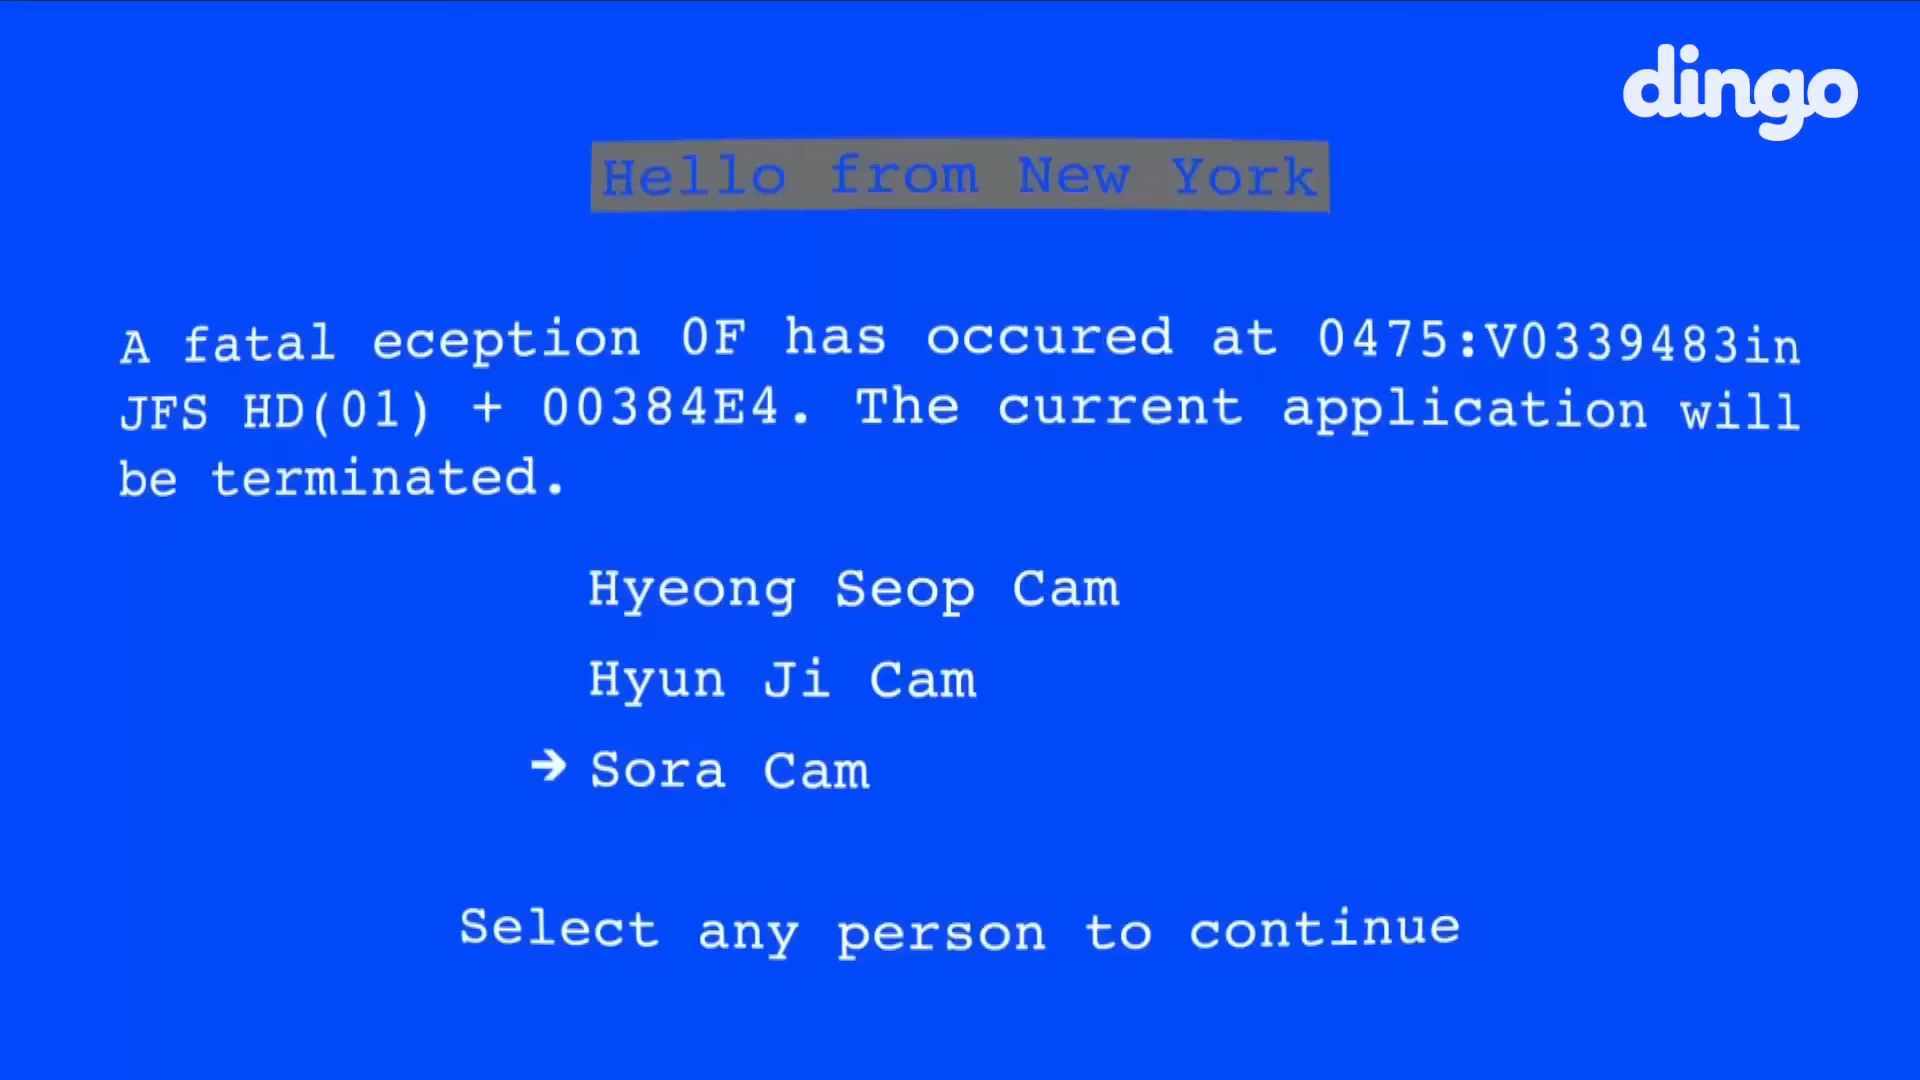 dingo
Hello from New York
A fatal eception 0F has occured at 0475:V0339483in
JFS HD(01) + 00384E4. The current application will
be terminated.
Hyeong Seop Cam
Hyun Ji Cam
➔ Sora Cam
Select any person to continue